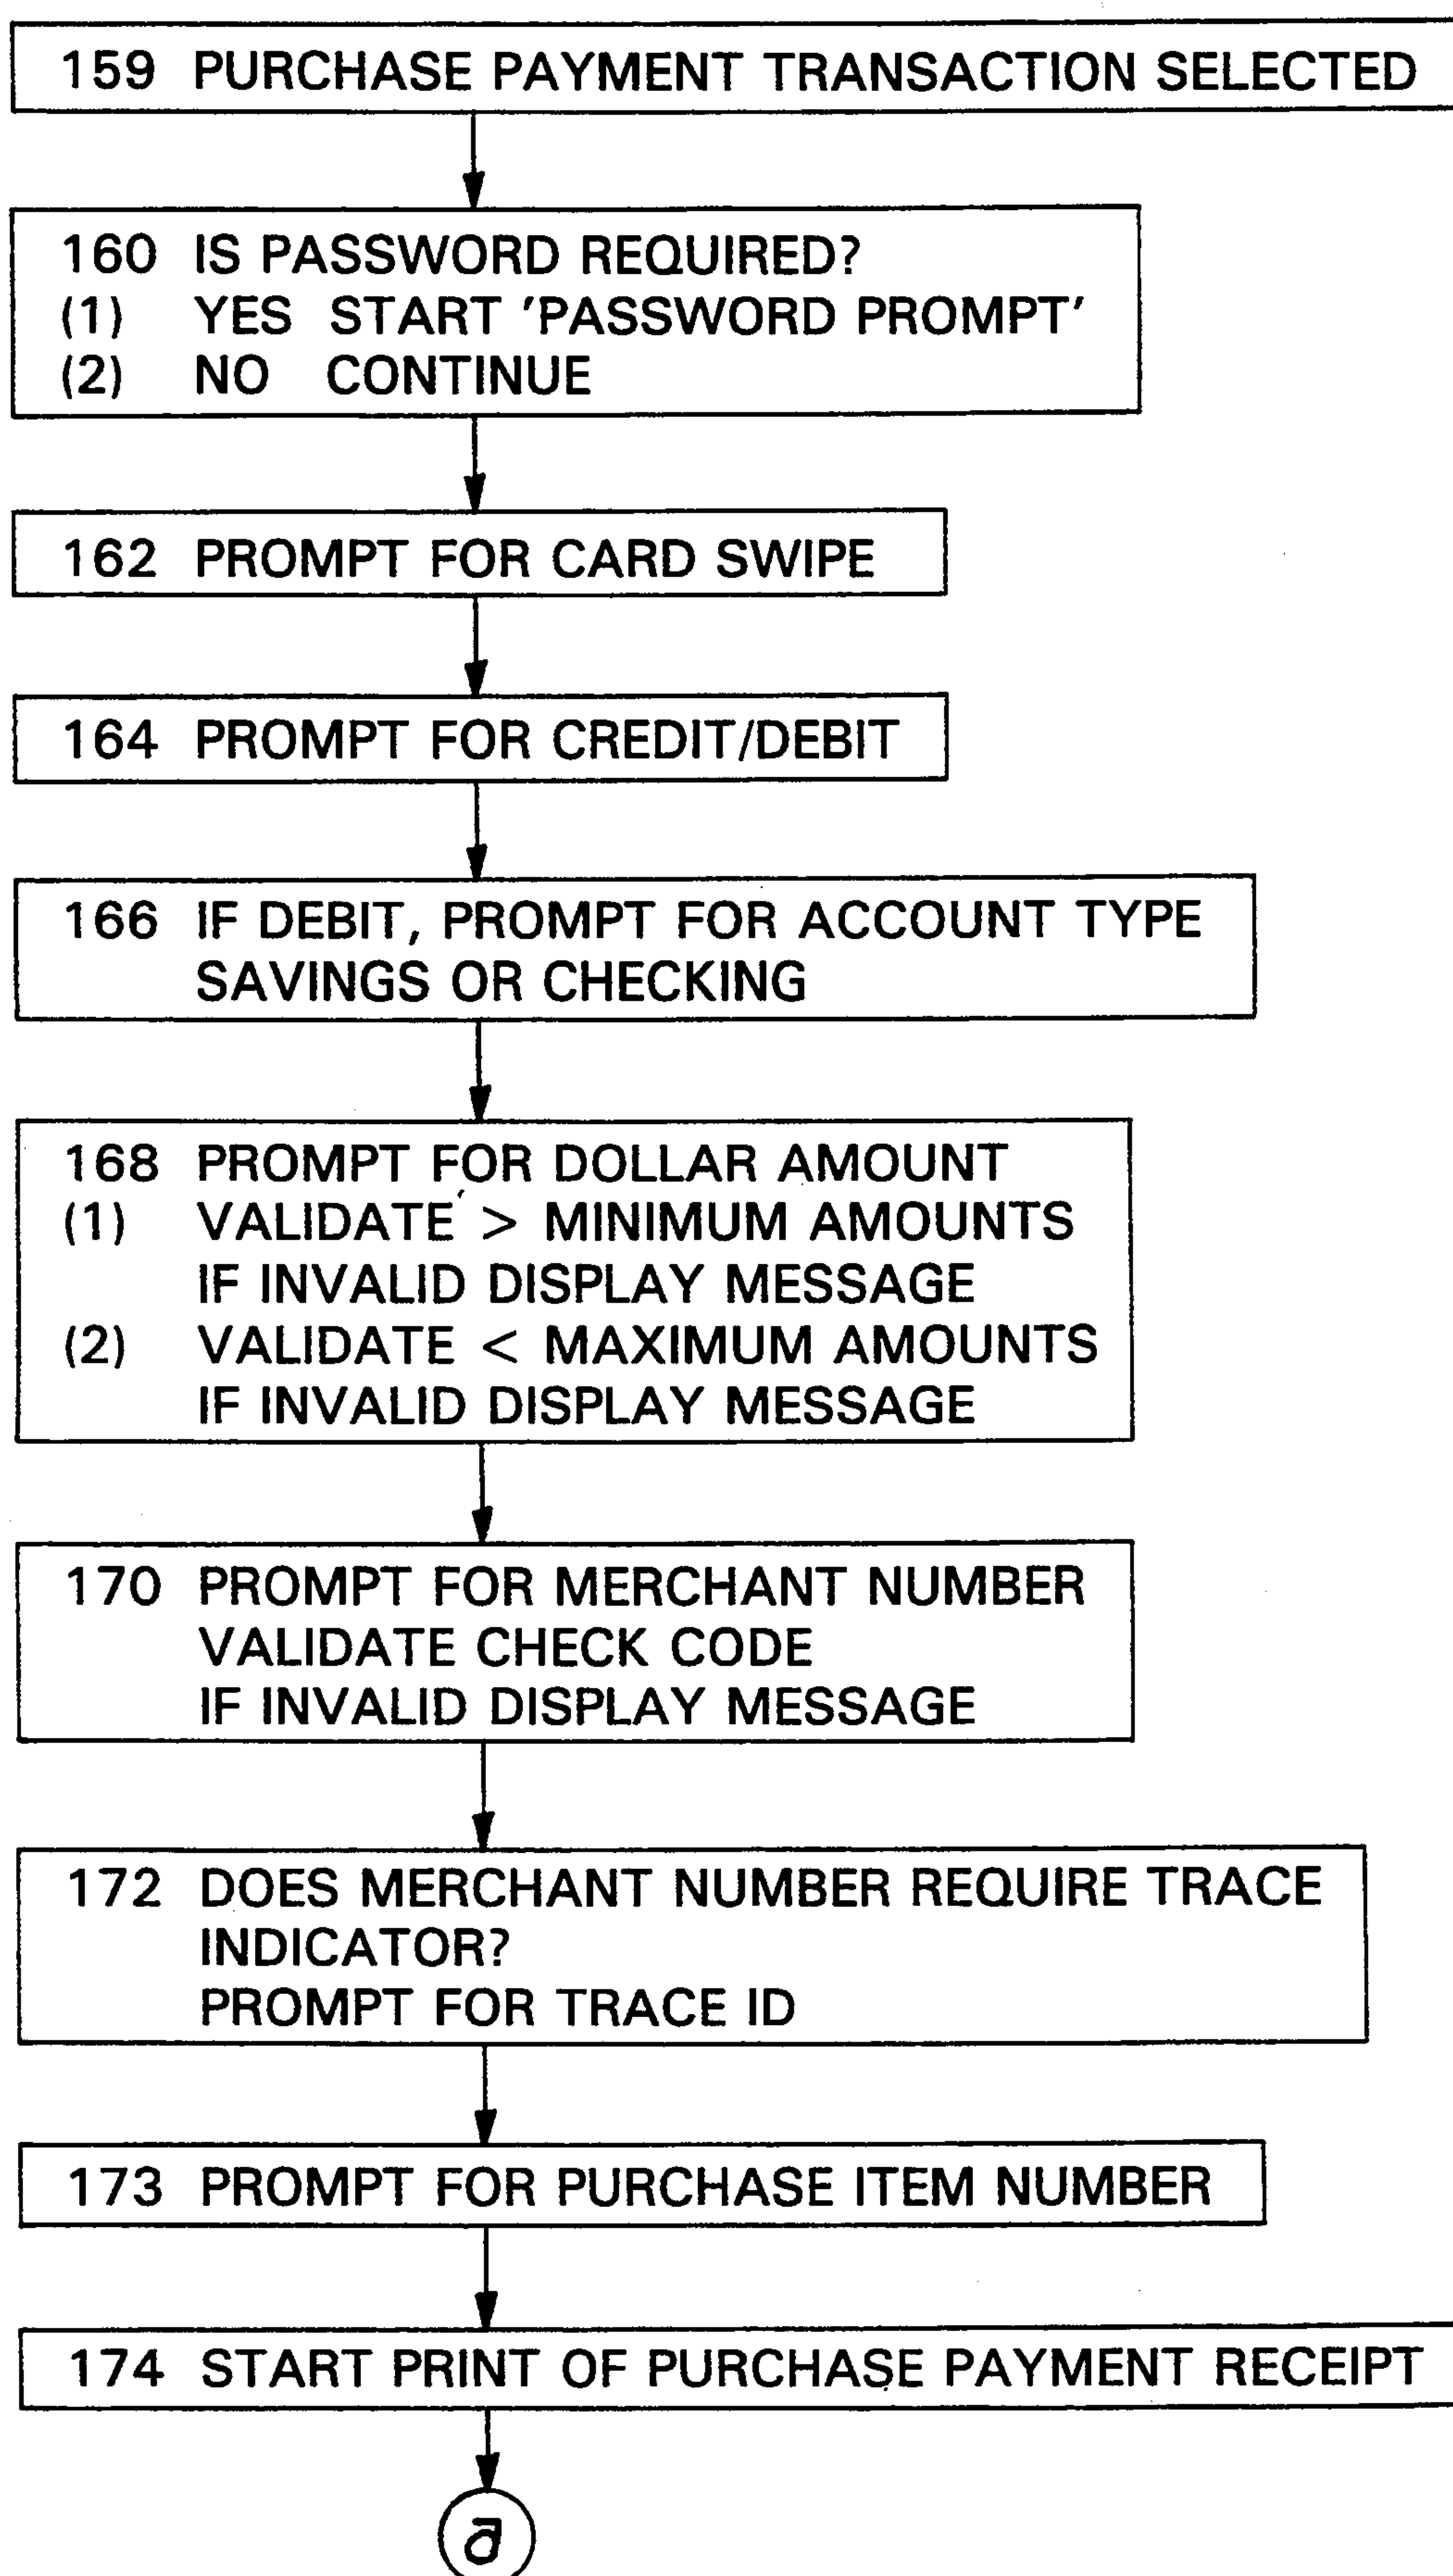 159 PURCHASE PAYMENT TRANSACTION SELECTED
160 IS PASSWORD REQUIRED?
(1) YES START 'PASSWORD PROMPT'
(2) NO CONTINUE
162 PROMPT FOR CARD SWIPE
164 PROMPT FOR CREDIT/DEBIT
166 IF DEBIT, PROMPT FOR ACCOUNT TYPE
SAVINGS OR CHECKING
168 PROMPT FOR DOLLAR AMOUNT
(1) VALIDATE > MINIMUM AMOUNTS
IF INVALID DISPLAY MESSAGE
(2) VALIDATE < MAXIMUM AMOUNTS
IF INVALID DISPLAY MESSAGE
170 PROMPT FOR MERCHANT NUMBER
VALIDATE CHECK CODE
IF INVALID DISPLAY MESSAGE
172 DOES MERCHANT NUMBER REQUIRE TRACE
INDICATOR?
PROMPT FOR TRACE ID
173 PROMPT FOR PURCHASE ITEM NUMBER
174 START PRINT OF PURCHASE PAYMENT RECEIPT
a